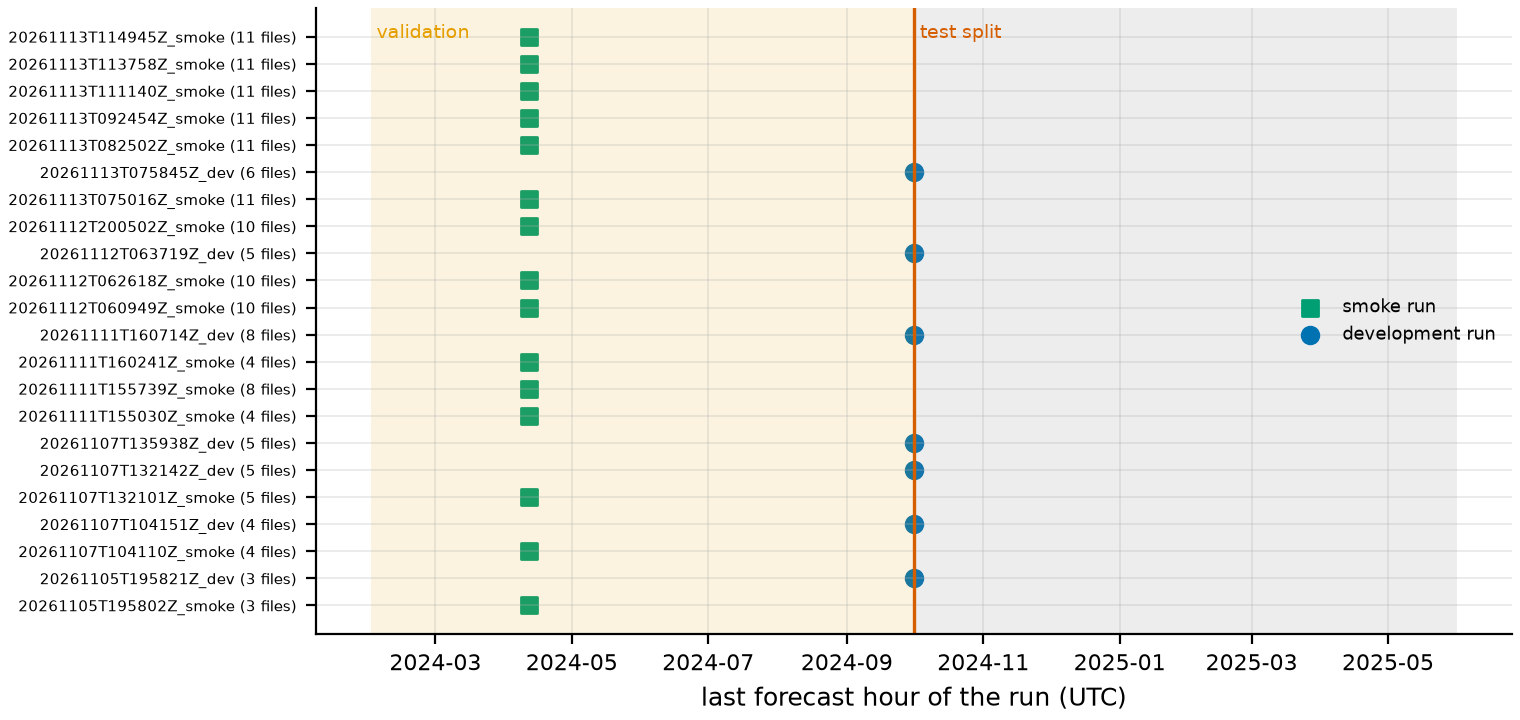 validation
test split
20261113T114945Z_smoke (11 files)
20261113T113758Z_smoke (11 files)
20261113T111140Z_smoke (11 files)
20261113T092454Z_smoke (11 files)
20261113T082502Z_smoke (11 files)
20261113T075845Z_dev (6 files)
20261113T075016Z_smoke (11 files)
20261112T200502Z_smoke (10 files)
20261112T063719Z_dev (5 files)
20261112T062618Z_smoke (10 files)
20261112T060949Z_smoke (10 files)
20261111T160714Z_dev (8 files)
20261111T160241Z_smoke (4 files)
20261111T155739Z_smoke (8 files)
20261111T155030Z_smoke (4 files)
20261107T135938Z_dev (5 files)
20261107T132142Z_dev (5 files)
20261107T132101Z_smoke (5 files)
20261107T104151Z_dev (4 files)
20261107T104110Z_smoke (4 files)
20261105T195821Z_dev (3 files)
20261105T195802Z_smoke (3 files)
smoke run
development run
2024-03 2024-05 2024-07 2024-09 2024-11 2025-01 2025-03 2025-05
last forecast hour of the run (UTC)